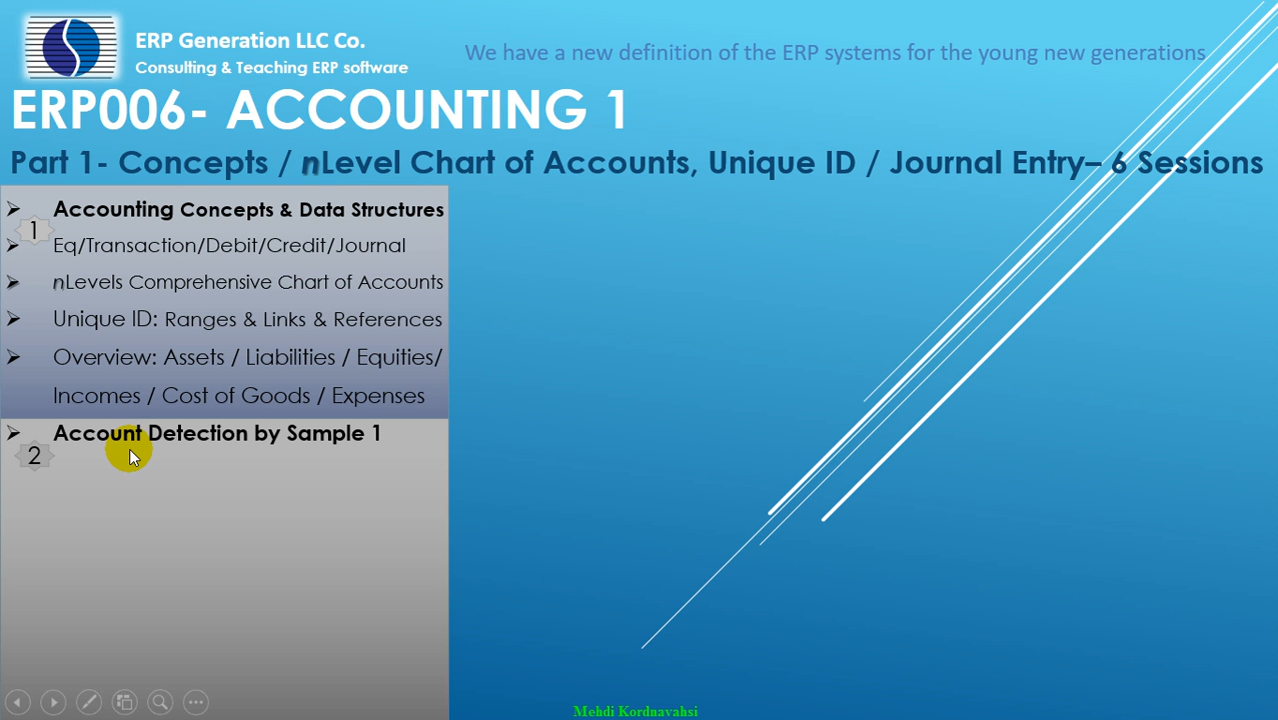 ERP Generation LLC Co.
Consulting & Teaching ERP software
We have a new definition of the ERP systems for the young new generations
ERP006- ACCOUNTING 1
Part 1- Concepts / nLevel Chart of Accounts, Unique ID / Journal Entry– 6 Sessions
Accounting Concepts & Data Structures
1
Eq/Transaction/Debit/Credit/Journal
nLevels Comprehensive Chart of Accounts
Unique ID: Ranges & Links & References
Overview: Assets / Liabilities / Equities/
Incomes / Cost of Goods / Expenses
Account Detection by Sample 1
2
Mehdi Kordnavahsi